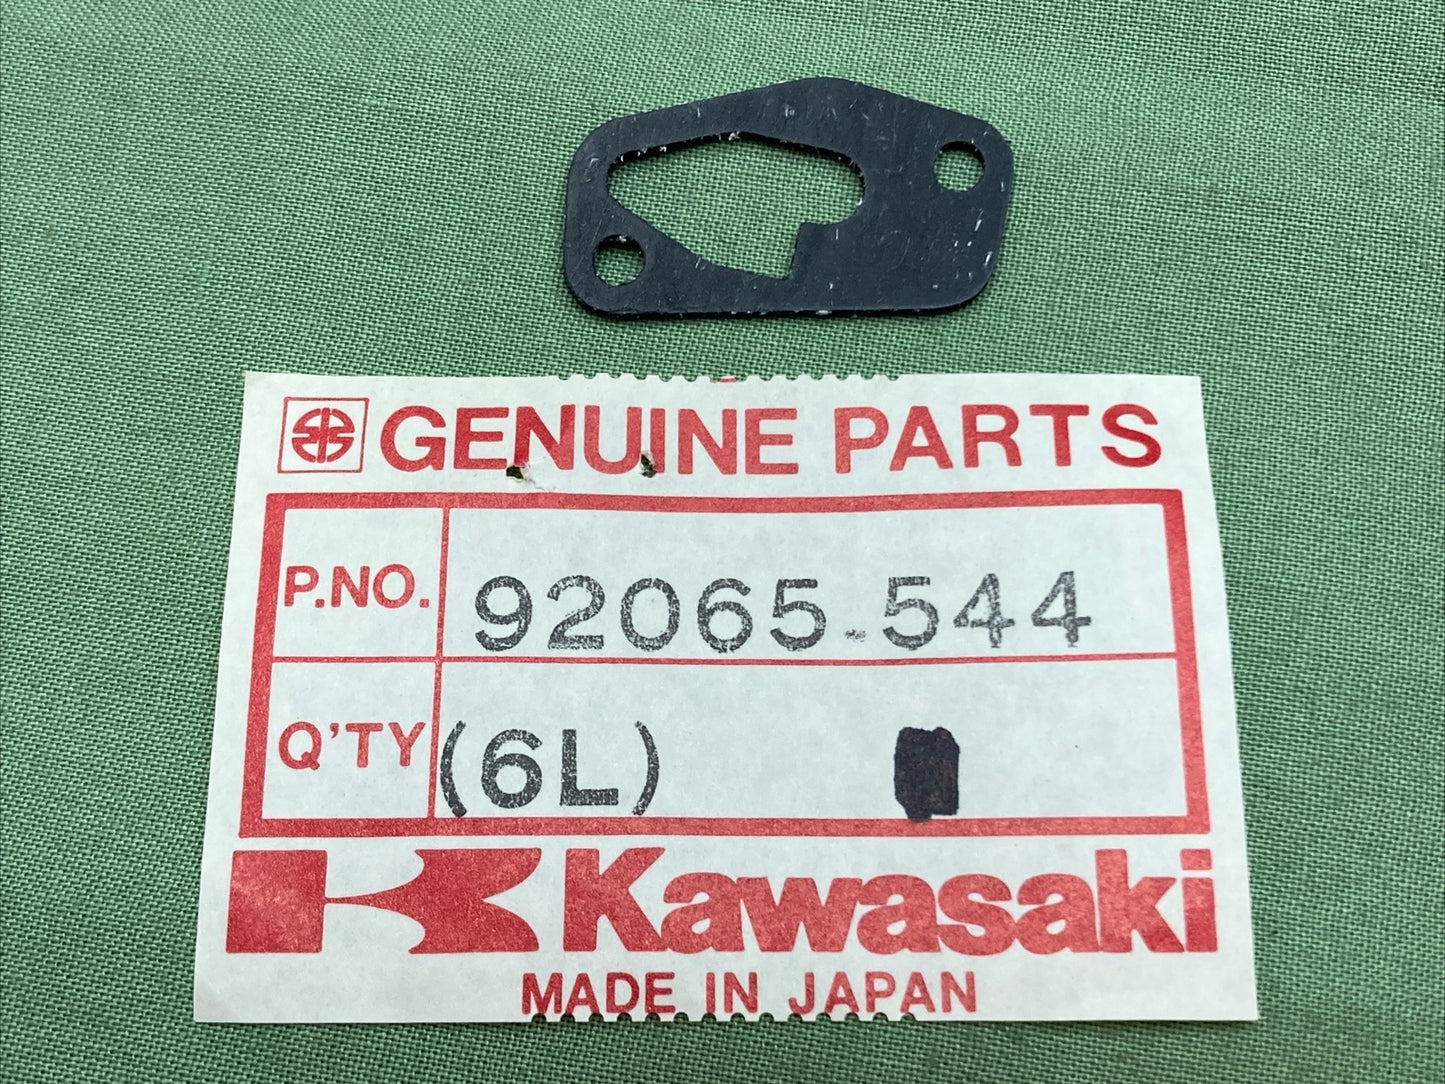 GENUINE PARTS
P.NO. 92065-544
Q'TY (6L)
Kawasaki
MADE IN JAPAN